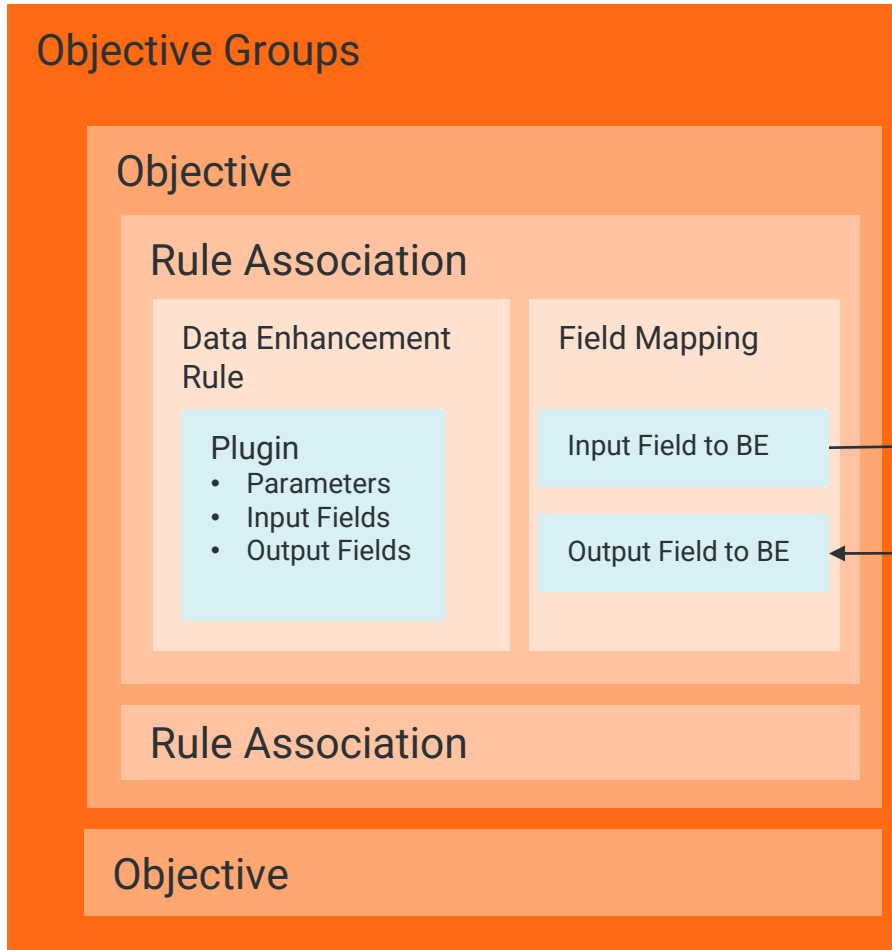 Objective Groups
Objective
Rule Association
Data Enhancement
Rule
Plugin
• Parameters
• Input Fields
• Output Fields
Field Mapping
Input Field to BE
Output Field to BE
Rule Association
Objective